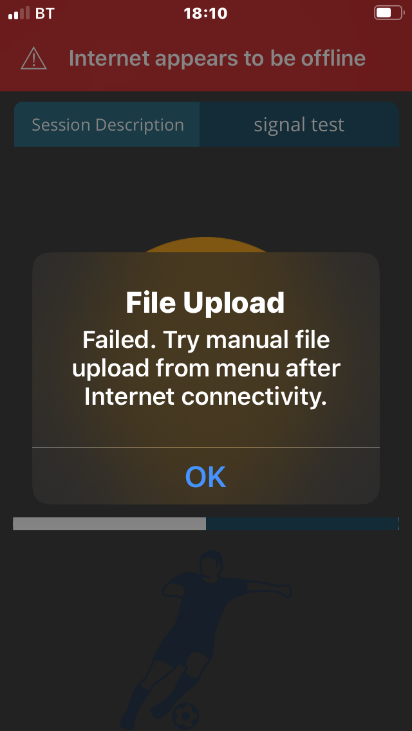 BT 18:10
Internet appears to be offline
Session Description signal test
File Upload
Failed. Try manual file
upload from menu after
Internet connectivity.
OK